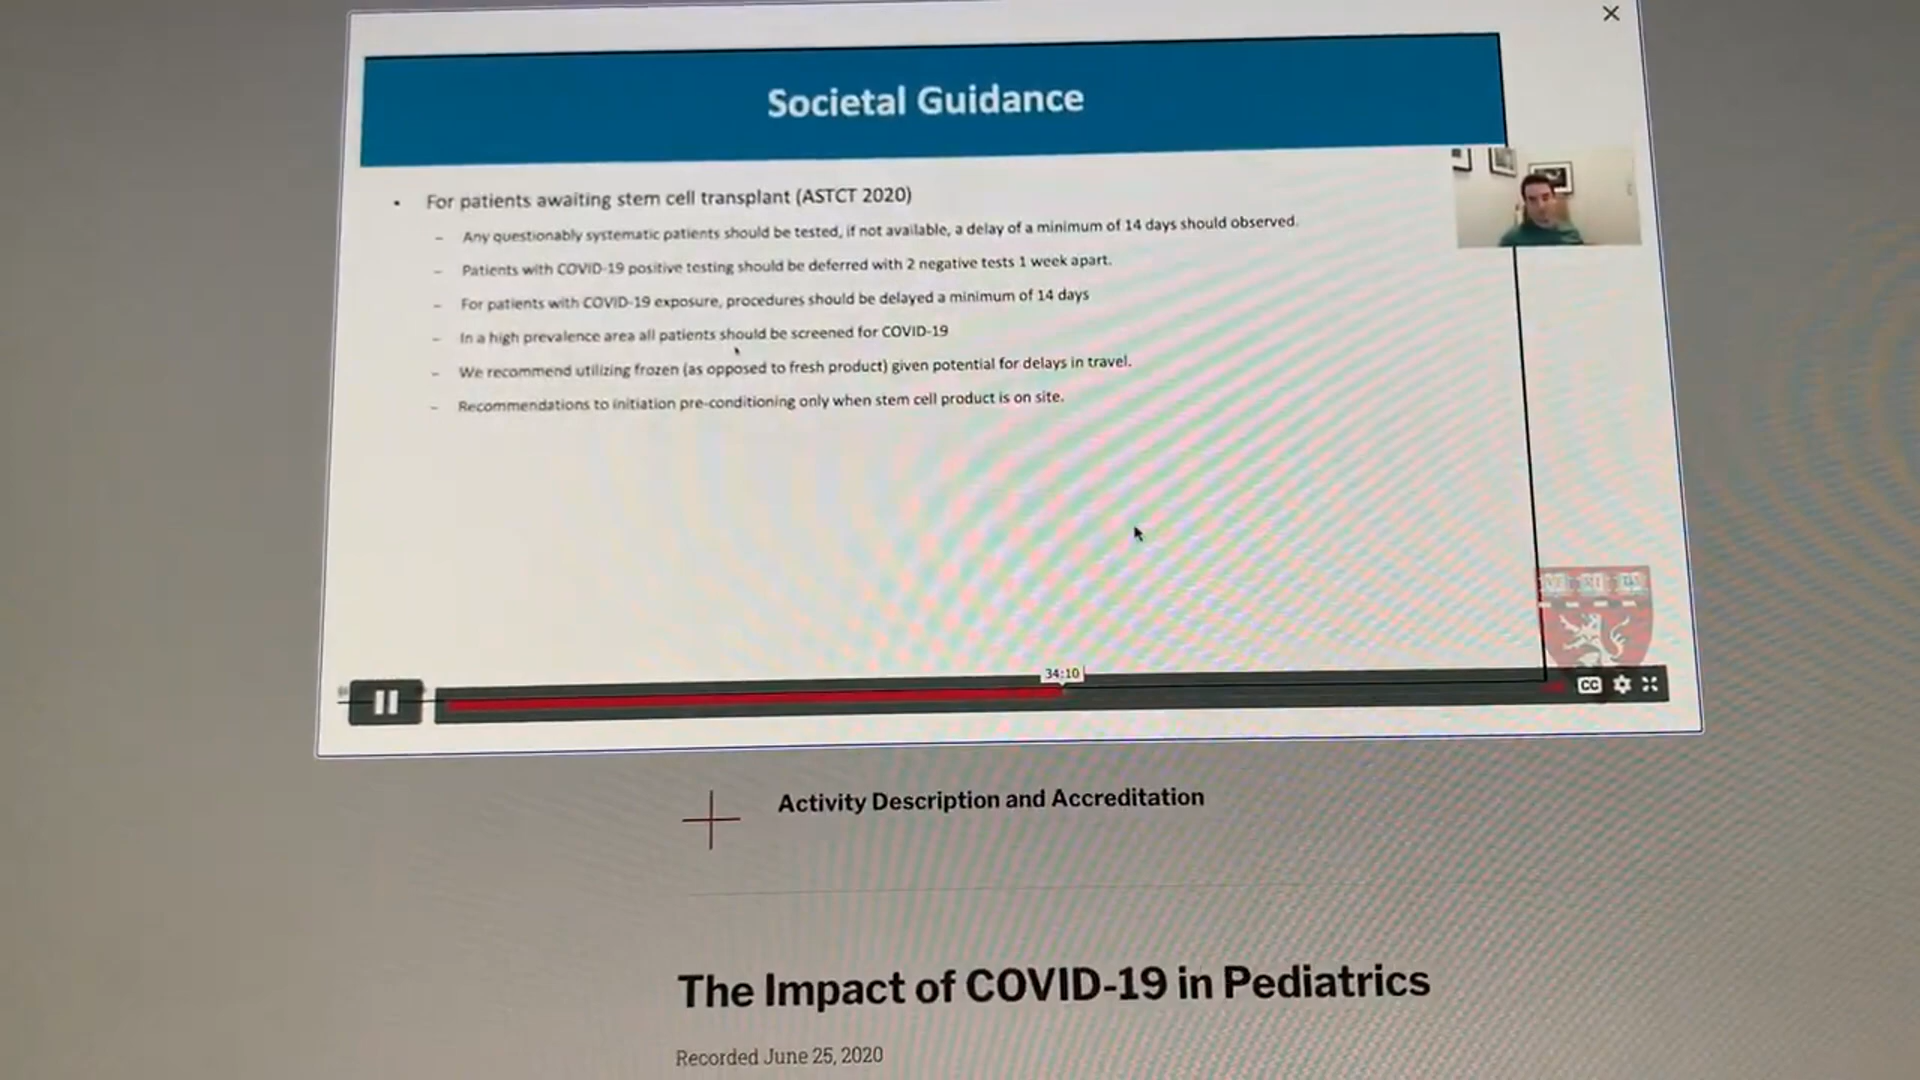 Societal Guidance
• For patients awaiting stem cell transplant (ASTCT 2020)
– Any questionably systematic patients should be tested, if not available, a delay of a minimum of 14 days should observed.
– Patients with COVID-19 positive testing should be deferred with 2 negative tests 1 week apart.
– For patients with COVID-19 exposure, procedures should be delayed a minimum of 14 days
– In a high prevalence area all patients should be screened for COVID-19
– We recommend utilizing frozen (as opposed to fresh product) given potential for delays in travel.
– Recommendations to initiation pre-conditioning only when stem cell product is on site.
34:10
CC
Activity Description and Accreditation
The Impact of COVID-19 in Pediatrics
Recorded June 25, 2020